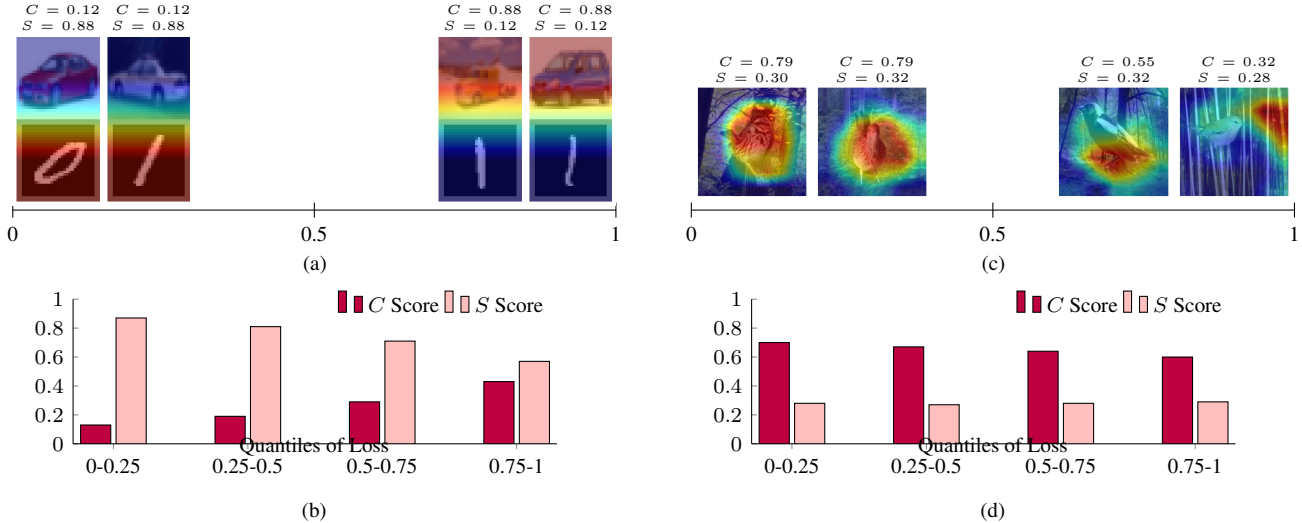 C = 0.12
S = 0.88
C = 0.12
S = 0.88
C = 0.88
S = 0.12
C = 0.88
S = 0.12
0
0.5
1
(a)
C = 0.79
S = 0.30
C = 0.79
S = 0.32
C = 0.55
S = 0.32
C = 0.32
S = 0.28
0
0.5
1
(c)
C Score S Score
1
0.8
0.6
0.4
0.2
0
Quantiles of Loss
0-0.25 0.25-0.5 0.5-0.75 0.75-1
(b)
C Score S Score
1
0.8
0.6
0.4
0.2
0
Quantiles of Loss
0-0.25 0.25-0.5 0.5-0.75 0.75-1
(d)